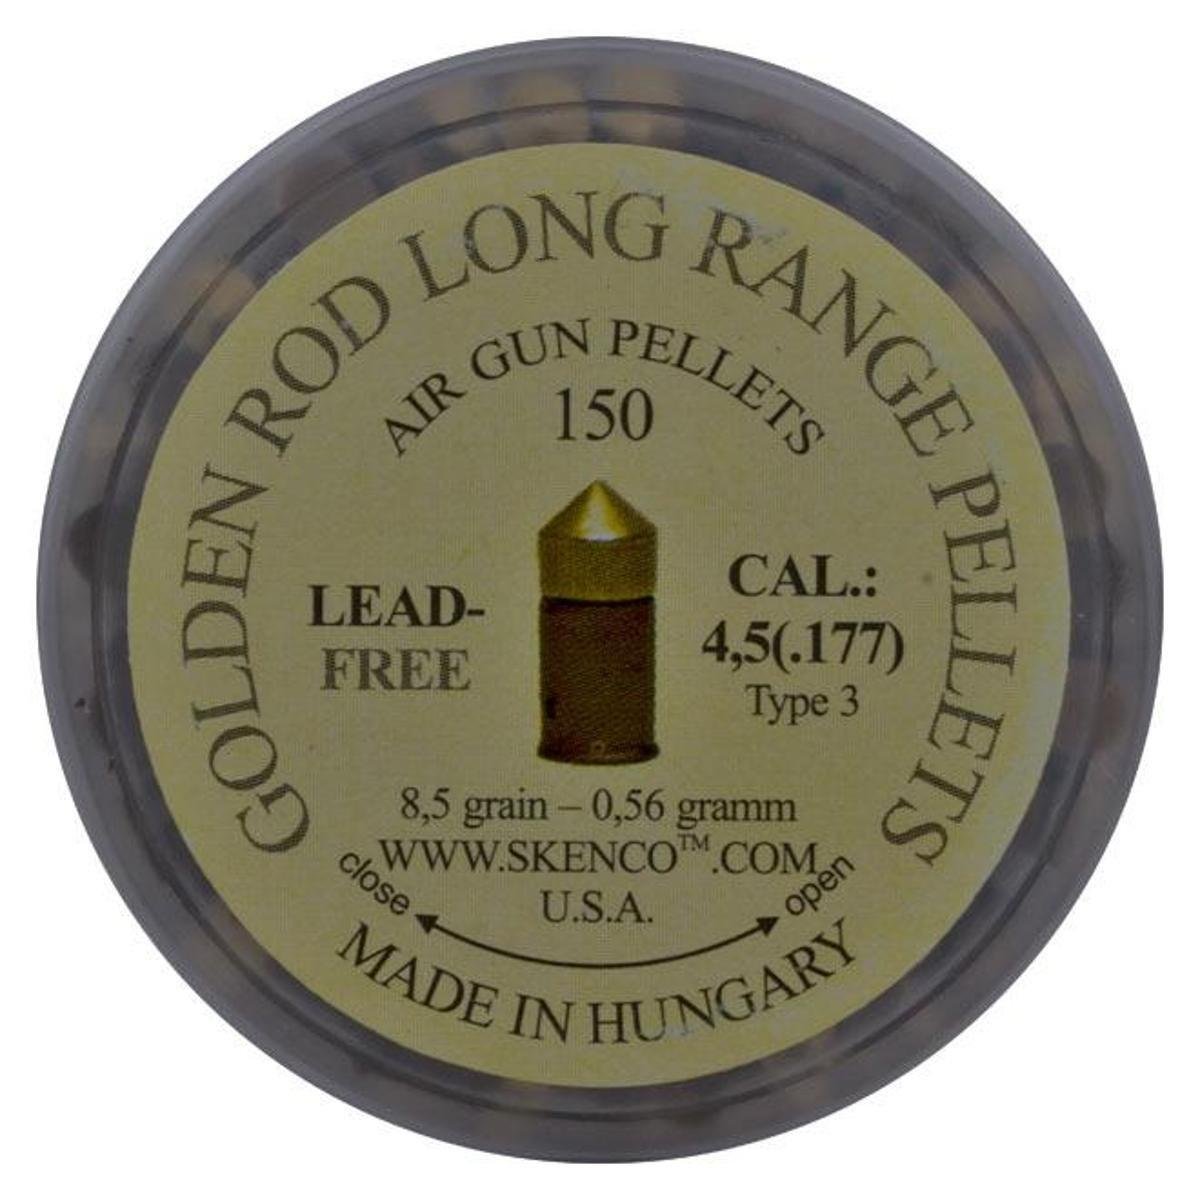 GOLDEN ROD LONG RANGE PELLETS
AIR GUN PELLETS
150
LEAD-
FREE
CAL.:
4,5(.177)
Type 3
8,5 grain – 0,56 gramm
WWW.SKENCO™.COM
U.S.A.
close
open
MADE IN HUNGARY